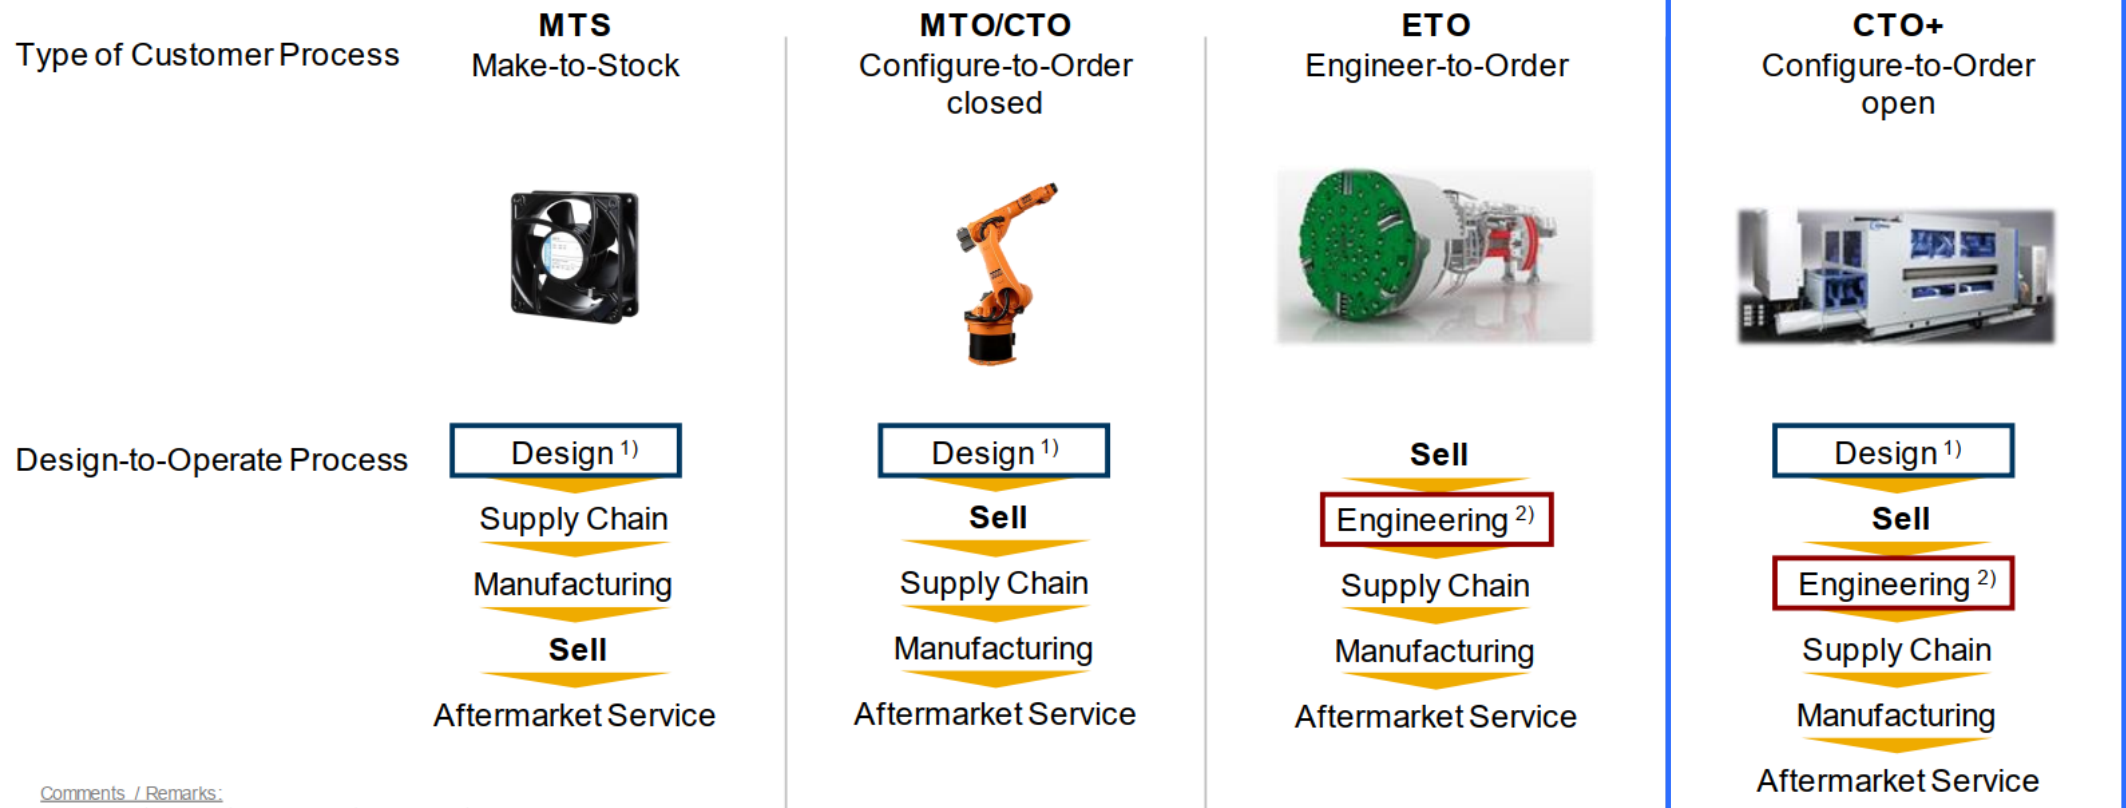 Type of Customer Process
MTS
Make-to-Stock
MTO/CTO
Configure-to-Order
closed
ETO
Engineer-to-Order
CTO+
Configure-to-Order
open
Design-to-Operate Process
Design 1)
Supply Chain
Manufacturing
Sell
Aftermarket Service
Design 1)
Sell
Supply Chain
Manufacturing
Aftermarket Service
Sell
Engineering 2)
Supply Chain
Manufacturing
Aftermarket Service
Design 1)
Sell
Engineering 2)
Supply Chain
Manufacturing
Aftermarket Service
Comments / Remarks: